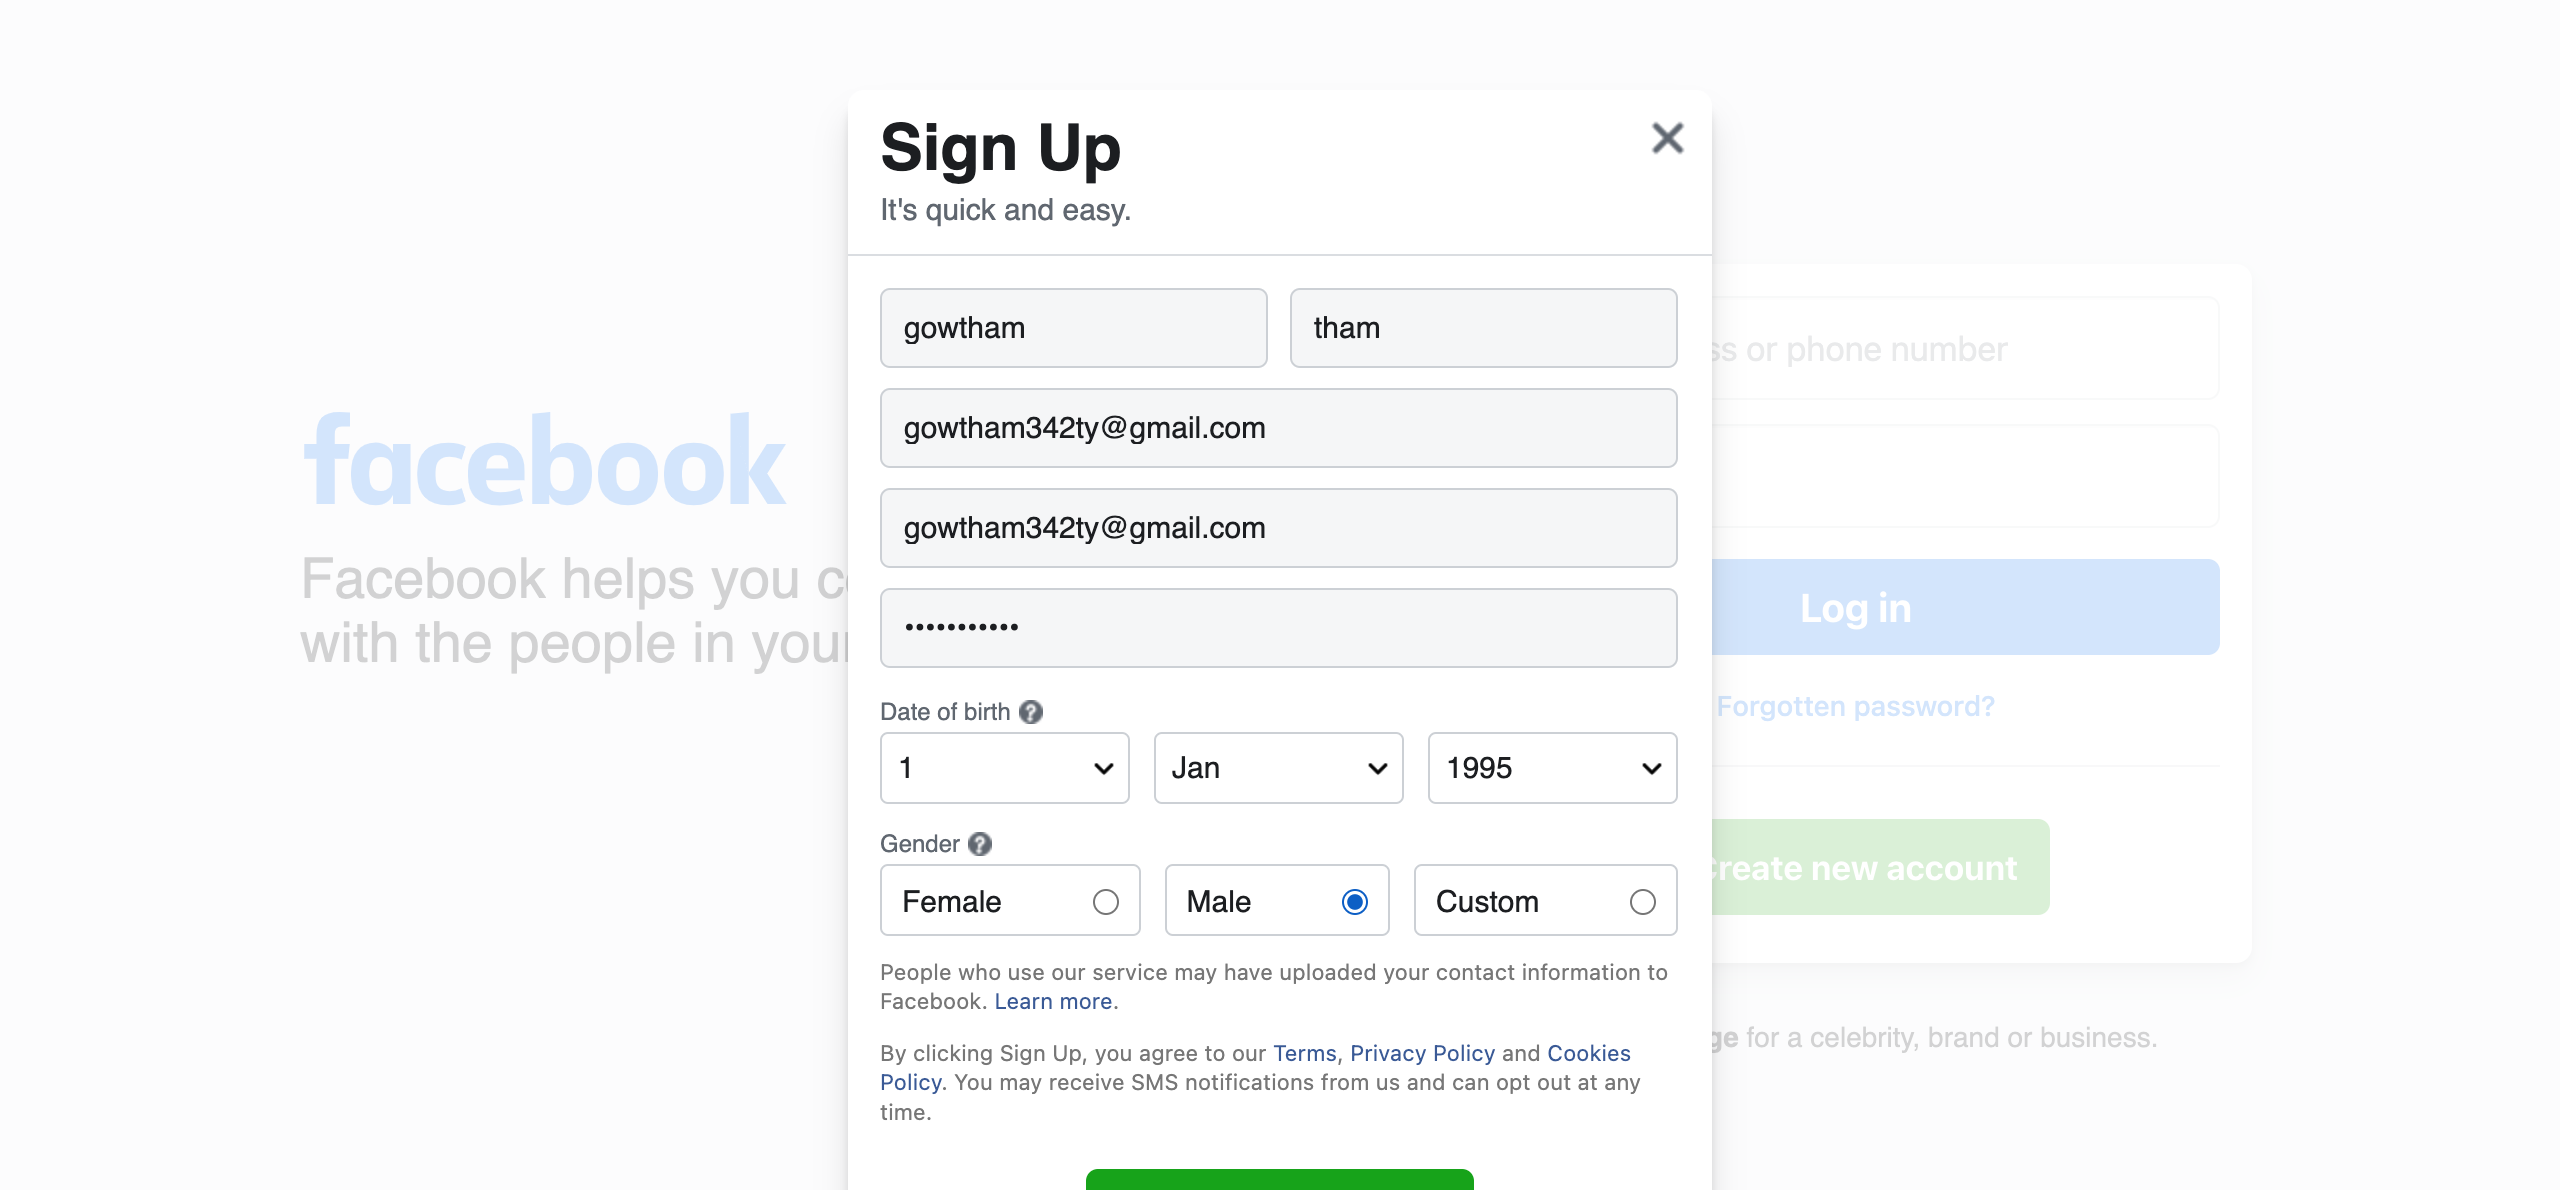 Sign Up
It's quick and easy.
gowtham tham
gowtham342ty@gmail.com
gowtham342ty@gmail.com
•••••••••••
Date of birth ?
1 Jan 1995
Gender ?
Female Male Custom
People who use our service may have uploaded your contact information to
Facebook. Learn more.
By clicking Sign Up, you agree to our Terms, Privacy Policy and Cookies
Policy. You may receive SMS notifications from us and can opt out at any
time.
facebook
Facebook helps you
with the people in your
or phone number
Log in
Forgotten password?
Create new account
for a celebrity, brand or business.